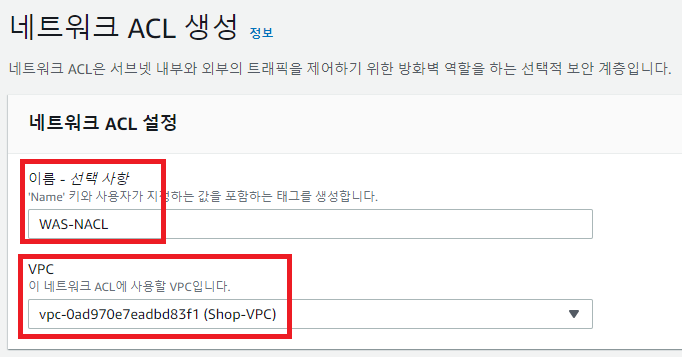 네트워크 ACL 생성 정보
네트워크 ACL은 서브넷 내부와 외부의 트래픽을 제어하기 위한 방화벽 역할을 하는 선택적 보안 계층입니다.
네트워크 ACL 설정
이름 - 선택 사항
'Name' 키와 사용자가 지정하는 값을 포함하는 태그를 생성합니다.
WAS-NACL
VPC
이 네트워크 ACL에 사용할 VPC입니다.
vpc-0ad970e7eadbd83f1 (Shop-VPC)